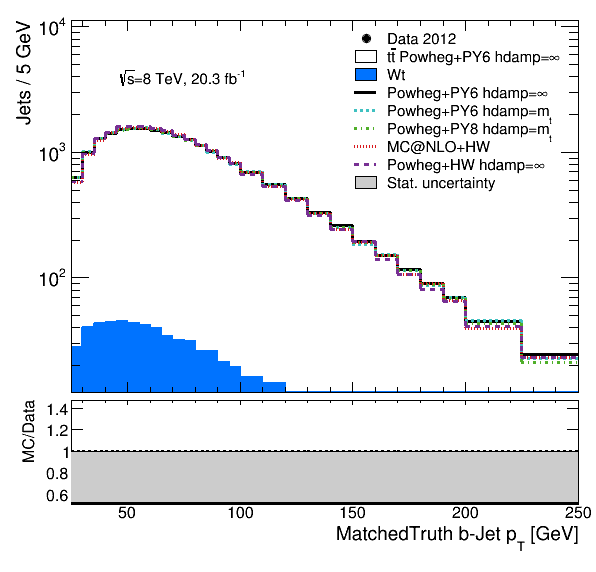 Jets / 5 GeV
10⁴
10³
10²
√s=8 TeV, 20.3 fb⁻¹
Data 2012
tt̄ Powheg+PY6 hdamp=∞
Wt
Powheg+PY6 hdamp=∞
Powheg+PY6 hdamp=mₜ
Powheg+PY8 hdamp=mₜ
MC@NLO+HW
Powheg+HW hdamp=∞
Stat. uncertainty
MC/Data
1.4
1.2
1
0.8
0.6
50 100 150 200 250
MatchedTruth b-Jet p_T [GeV]